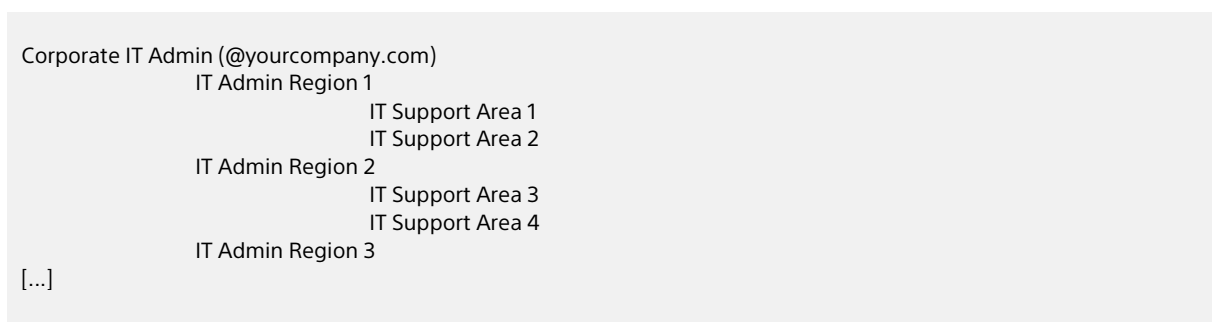 Corporate IT Admin (@yourcompany.com)
IT Admin Region 1
IT Support Area 1
IT Support Area 2
IT Admin Region 2
IT Support Area 3
IT Support Area 4
IT Admin Region 3
[...]